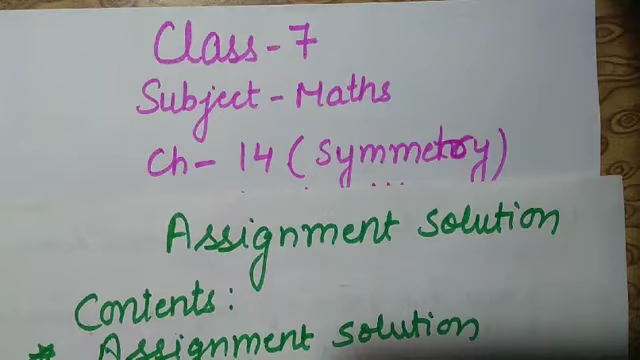 Class-7
Subject-Maths
Ch-14 (Symmetry)
Assignment solution
Contents:
* Assignment solution